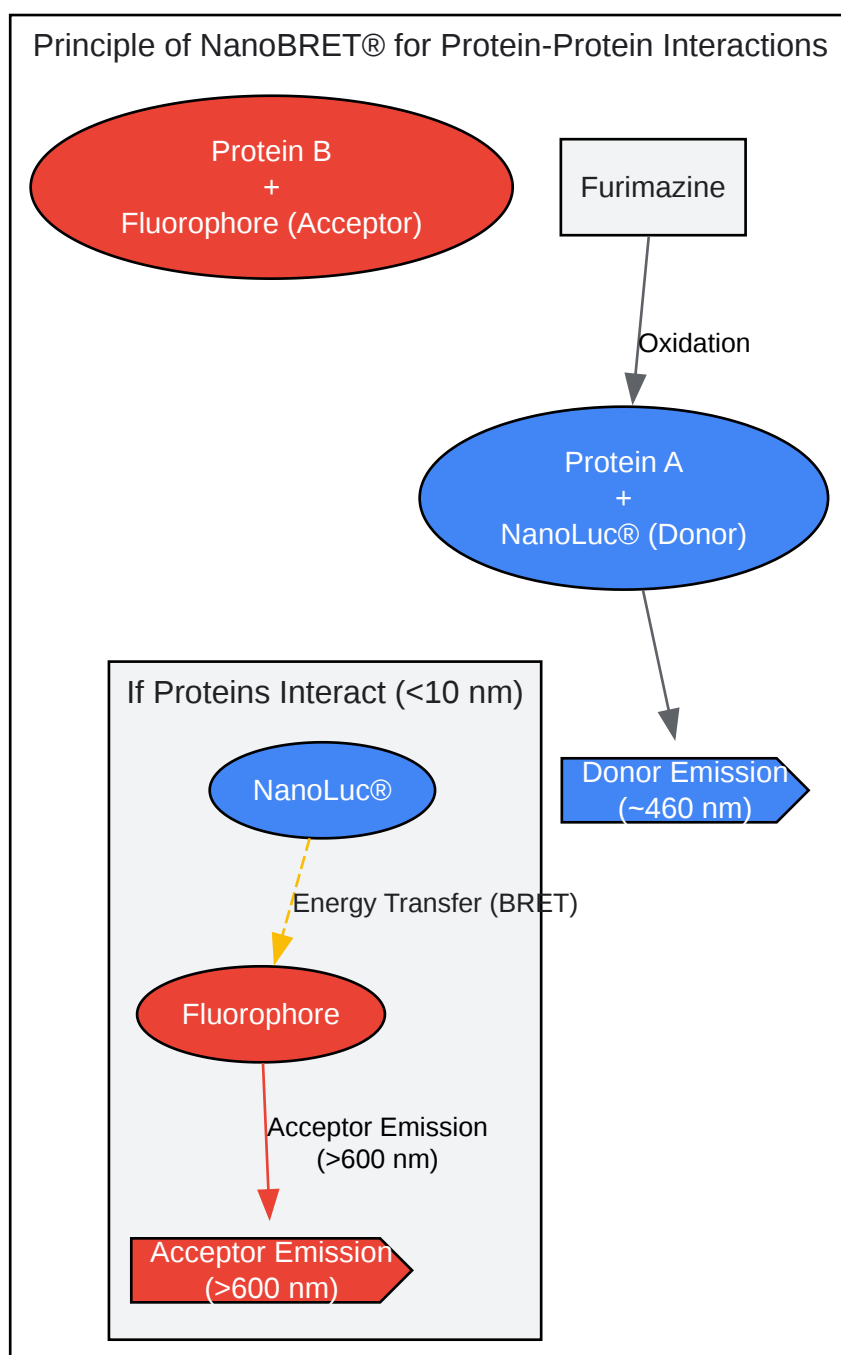 Principle of NanoBRET® for Protein-Protein Interactions
Protein B
+
Fluorophore (Acceptor)
Furimazine
Oxidation
Protein A
+
NanoLuc® (Donor)
Donor Emission
(~460 nm)
If Proteins Interact (<10 nm)
NanoLuc®
Energy Transfer (BRET)
Fluorophore
Acceptor Emission
(>600 nm)
Acceptor Emission
(>600 nm)